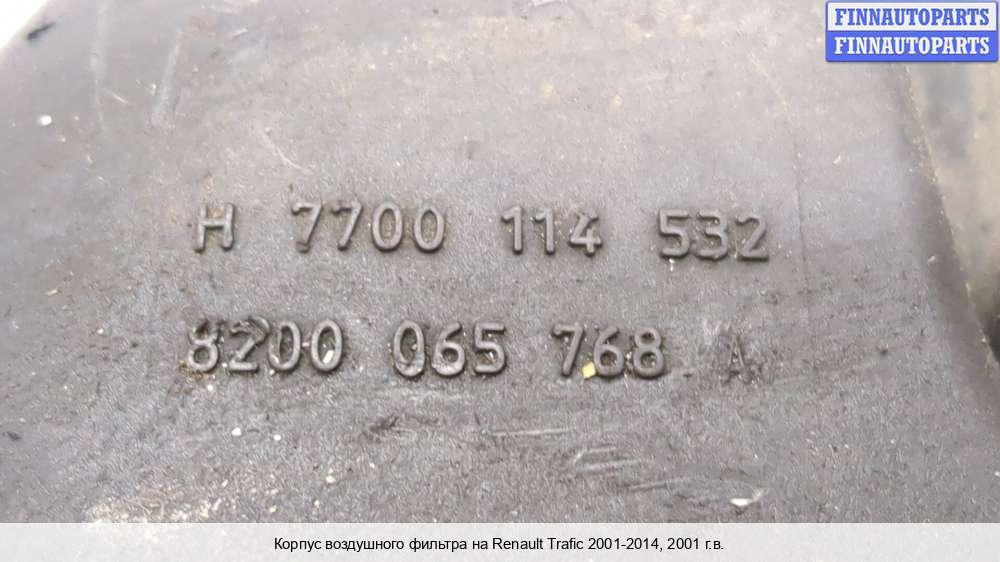 FINNAUTOPARTS
FINNAUTOPARTS
H 7700 114 532
8200 065 768 A
Корпус воздушного фильтра на Renault Trafic 2001-2014, 2001 г.в.